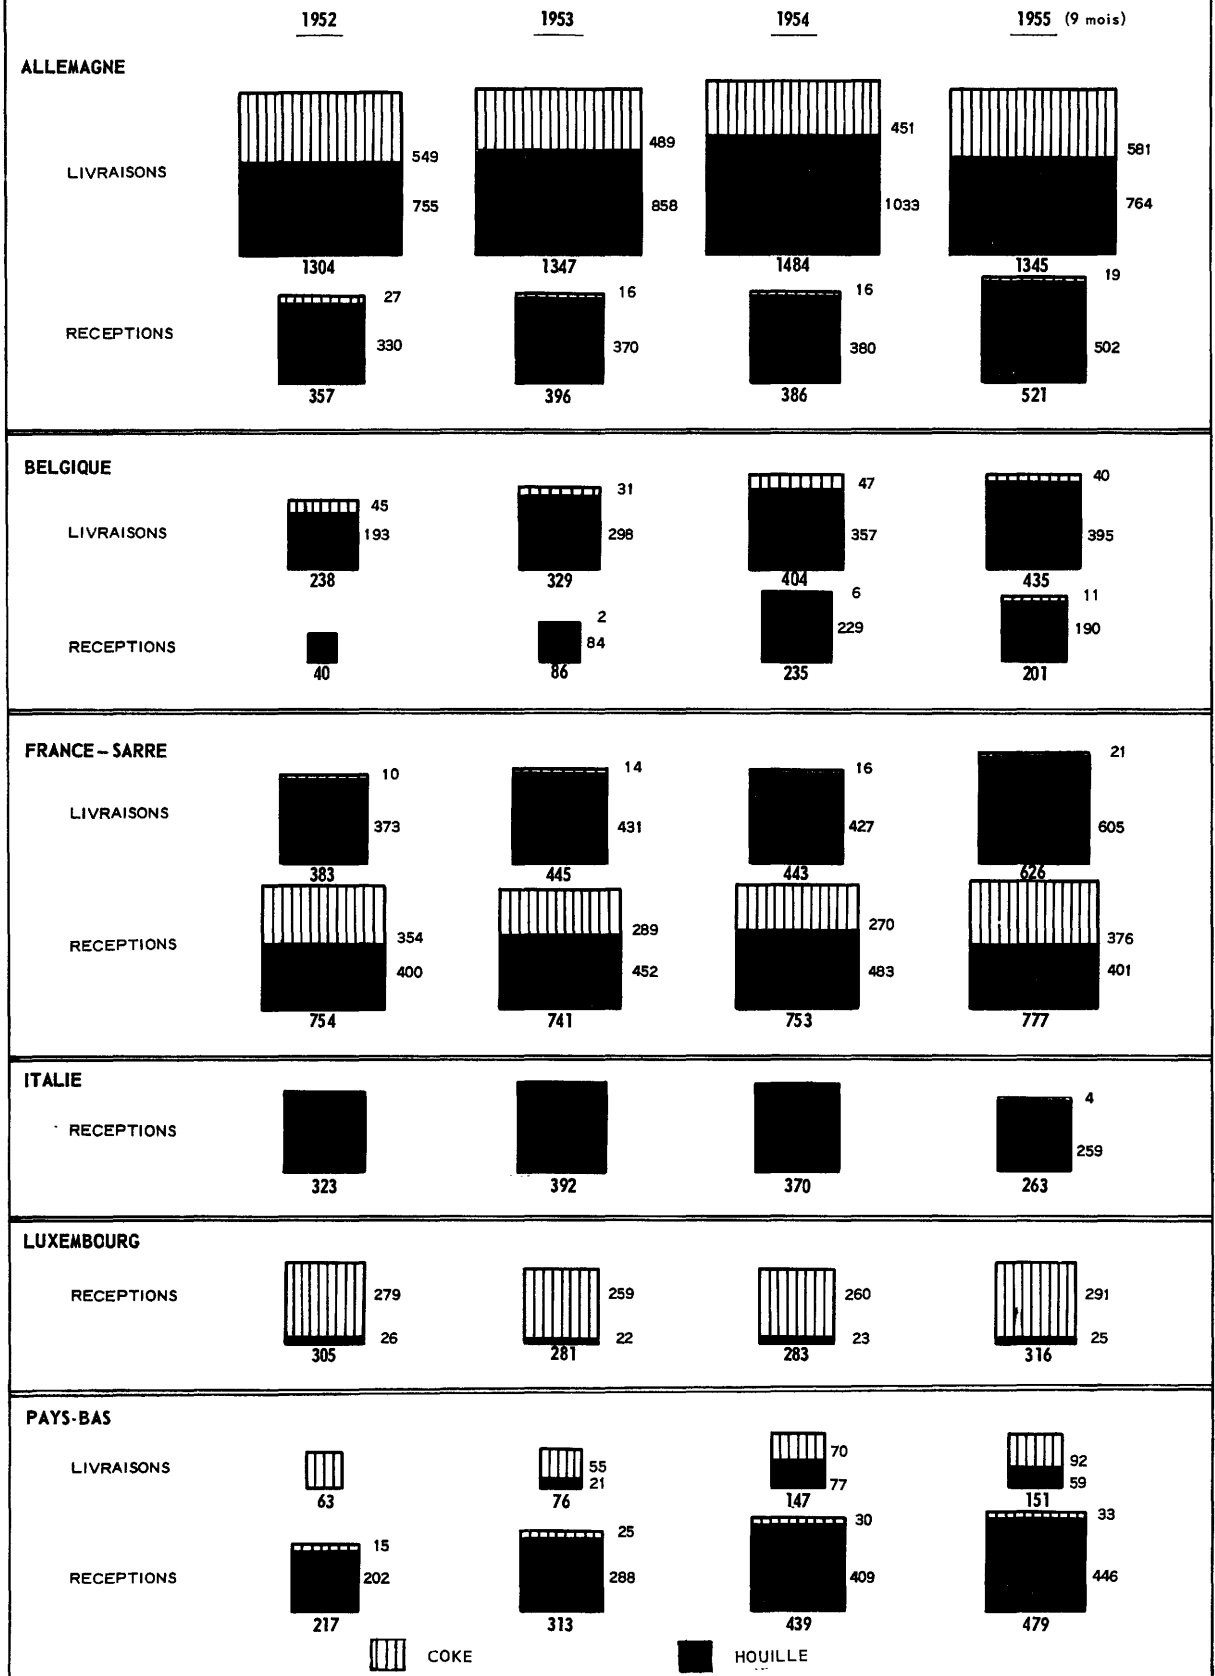 1952 1953 1954 1955 (9 mois)
ALLEMAGNE
549 489 451 581
LIVRAISONS
755 858 1033 764
1304 1347 1484 1345
27 16 16 19
RECEPTIONS
330 370 380 502
357 396 386 521
BELGIQUE
45 31 47 40
LIVRAISONS
193 298 357 395
238 329 404 435
2 6 11
RECEPTIONS
84 229 190
40 86 235 201
FRANCE-SARRE
10 14 16 21
LIVRAISONS
373 431 427 605
383 445 443 626
354 289 270 376
RECEPTIONS
400 452 483 401
754 741 753 777
ITALIE
4
RECEPTIONS
259
323 392 370 263
LUXEMBOURG
RECEPTIONS
279 259 260 291
26 22 23 25
305 281 283 316
PAYS-BAS
LIVRAISONS
55 70 92
21 77 59
63 76 147 151
15 25 30 33
RECEPTIONS
202 288 409 446
217 313 439 479
COKE HOUILLE